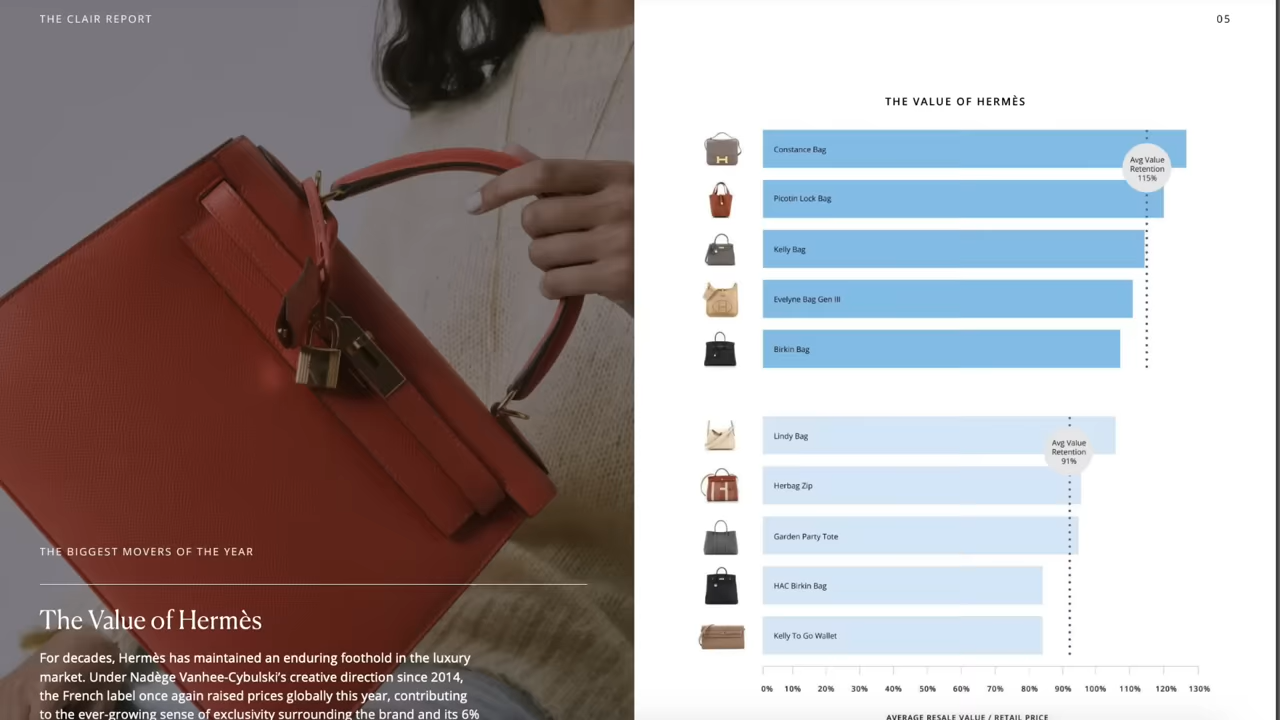 THE CLAIR REPORT
THE BIGGEST MOVERS OF THE YEAR
The Value of Hermès
For decades, Hermès has maintained an enduring foothold in the luxury
market. Under Nadège Vanhee-Cybulski's creative direction since 2014,
the French label once again raised prices globally this year, contributing
to the ever-growing sense of exclusivity surrounding the brand and its 6%
05
THE VALUE OF HERMÈS
Constance Bag
Avg Value
Retention
115%
Picotin Lock Bag
Kelly Bag
Evelyne Bag Gen III
Birkin Bag
Lindy Bag
Avg Value
Retention
91%
Herbag Zip
Garden Party Tote
HAC Birkin Bag
Kelly To Go Wallet
0% 10% 20% 30% 40% 50% 60% 70% 80% 90% 100% 110% 120% 130%
AVERAGE RESALE VALUE / RETAIL PRICE